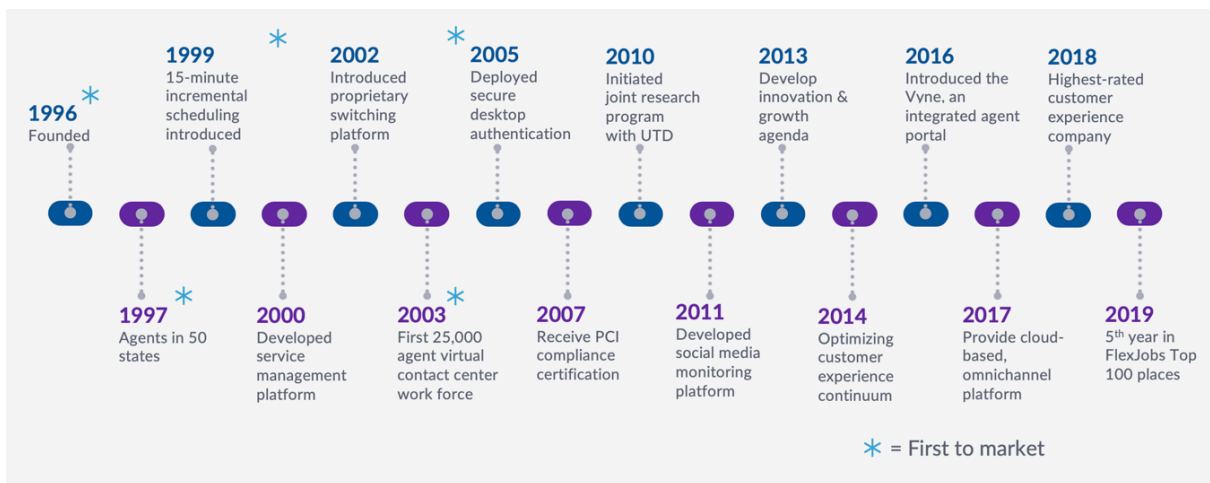 1996
Founded
1999
15-minute
incremental
scheduling
introduced
2002
Introduced
proprietary
switching
platform
2005
Deployed
secure
desktop
authentication
2010
Initiated
joint research
program
with UTD
2013
Develop
innovation &
growth
agenda
2016
Introduced the
Vyne, an
integrated agent
portal
2018
Highest-rated
customer
experience
company
1997
Agents in 50
states
2000
Developed
service
management
platform
2003
First 25,000
agent virtual
contact center
work force
2007
Receive PCI
compliance
certification
2011
Developed
social media
monitoring
platform
2014
Optimizing
customer
experience
continuum
2017
Provide cloud-
based,
omnichannel
platform
2019
5th year in
FlexJobs Top
100 places
= First to market